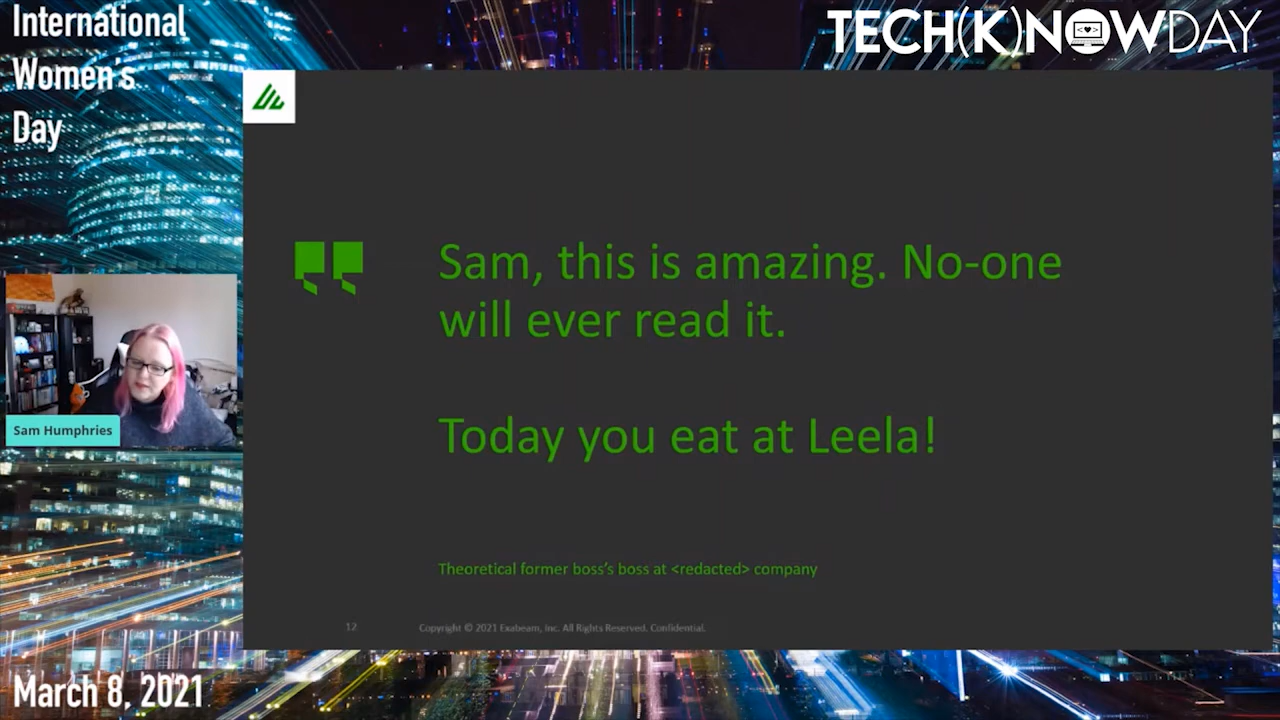 International
Women's
Day
TECH(K)NOWDAY
Sam, this is amazing. No-one
will ever read it.
Today you eat at Leela!
Theoretical former boss's boss at <redacted> company
12
Copyright © 2021 Exabeam, Inc. All Rights Reserved. Confidential.
Sam Humphries
March 8, 2021